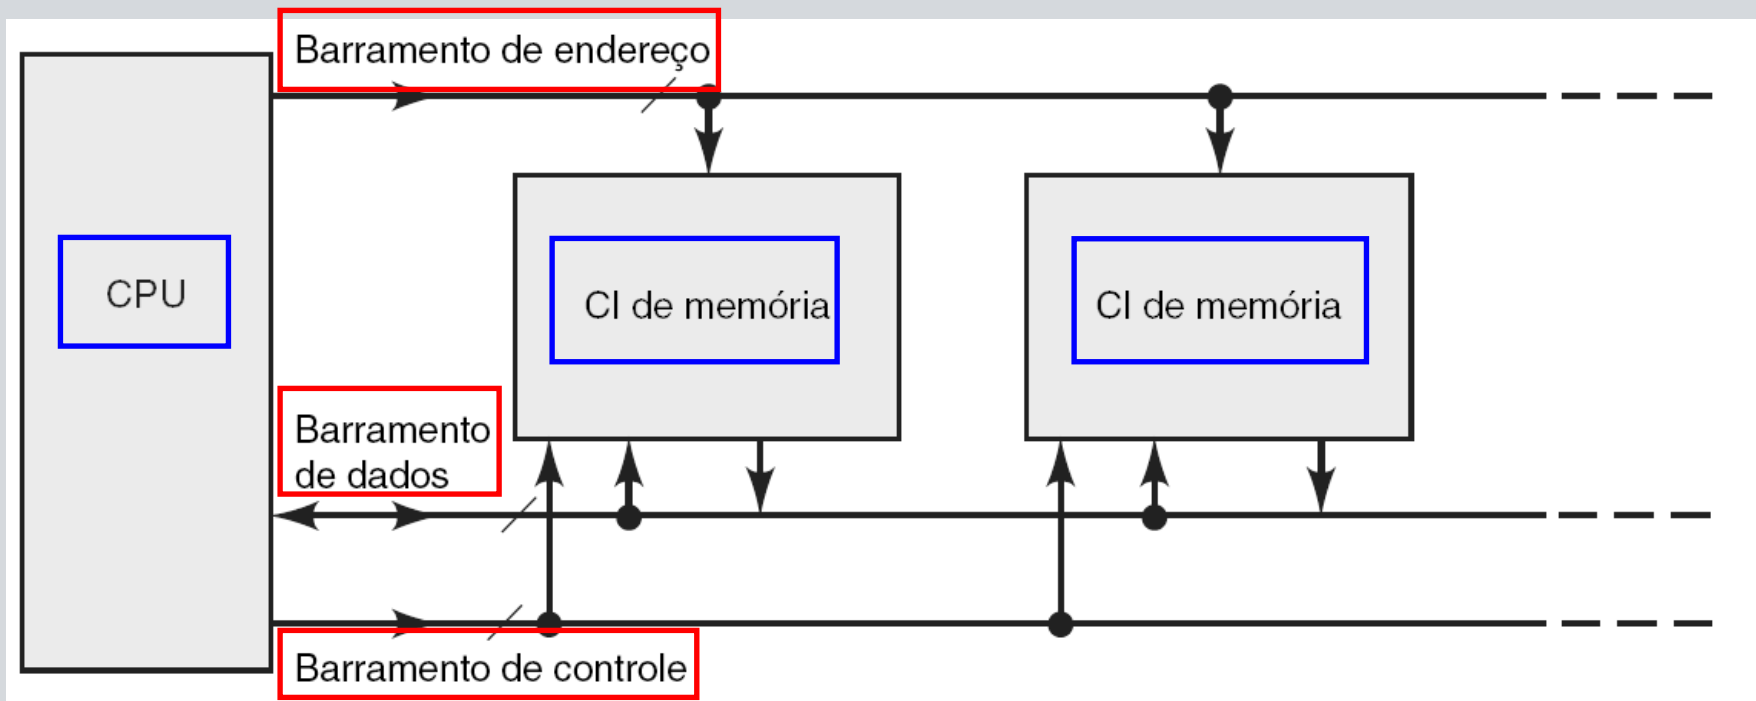 Barramento de endereço
CPU
CI de memória
CI de memória
Barramento
de dados
Barramento de controle